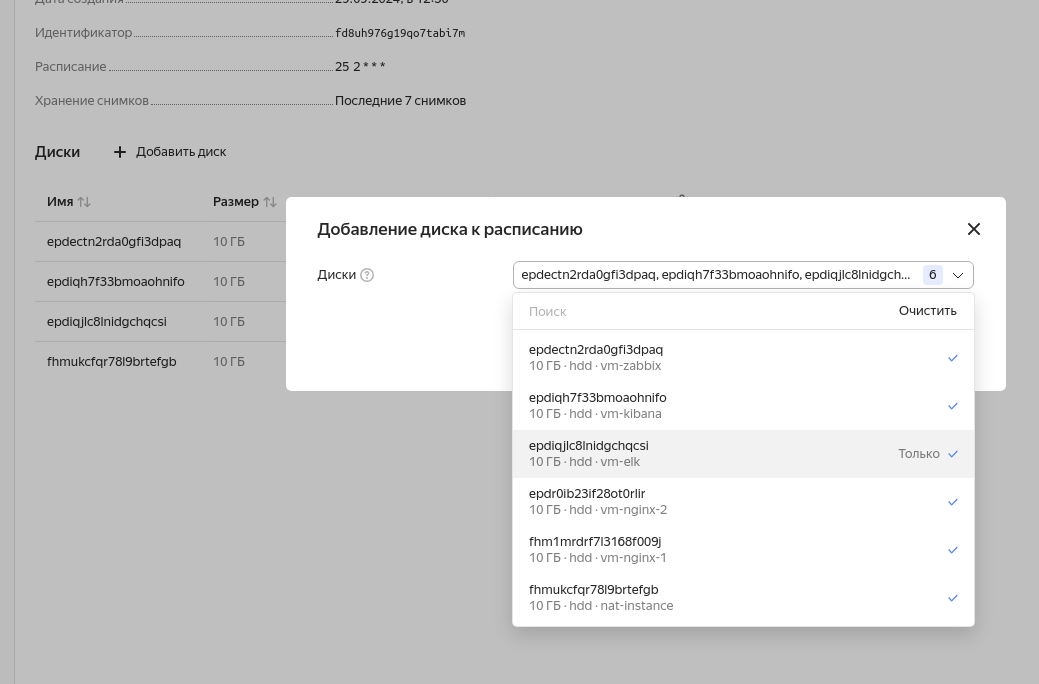 Дата создания 29.09.2024, в 12:50
Идентификатор fd8uh976g19qo7tabi7m
Расписание 25 2 * * *
Хранение снимков Последние 7 снимков
Диски + Добавить диск
Имя Размер
epdectn2rda0gfi3dpaq 10 ГБ
epdiqh7f33bmoaohnifo 10 ГБ
epdiqjlc8lnidgchqcsi 10 ГБ
fhmukcfqr78l9brtefgb 10 ГБ
Добавление диска к расписанию
Диски epdectn2rda0gfi3dpaq, epdiqh7f33bmoaohnifo, epdiqjlc8lnidgch... 6
Поиск Очистить
epdectn2rda0gfi3dpaq
10 ГБ · hdd · vm-zabbix
epdiqh7f33bmoaohnifo
10 ГБ · hdd · vm-kibana
epdiqjlc8lnidgchqcsi
10 ГБ · hdd · vm-elk
Только
epdr0ib23if28ot0rlir
10 ГБ · hdd · vm-nginx-2
fhm1mrdrf7l3168f009j
10 ГБ · hdd · vm-nginx-1
fhmukcfqr78l9brtefgb
10 ГБ · hdd · nat-instance